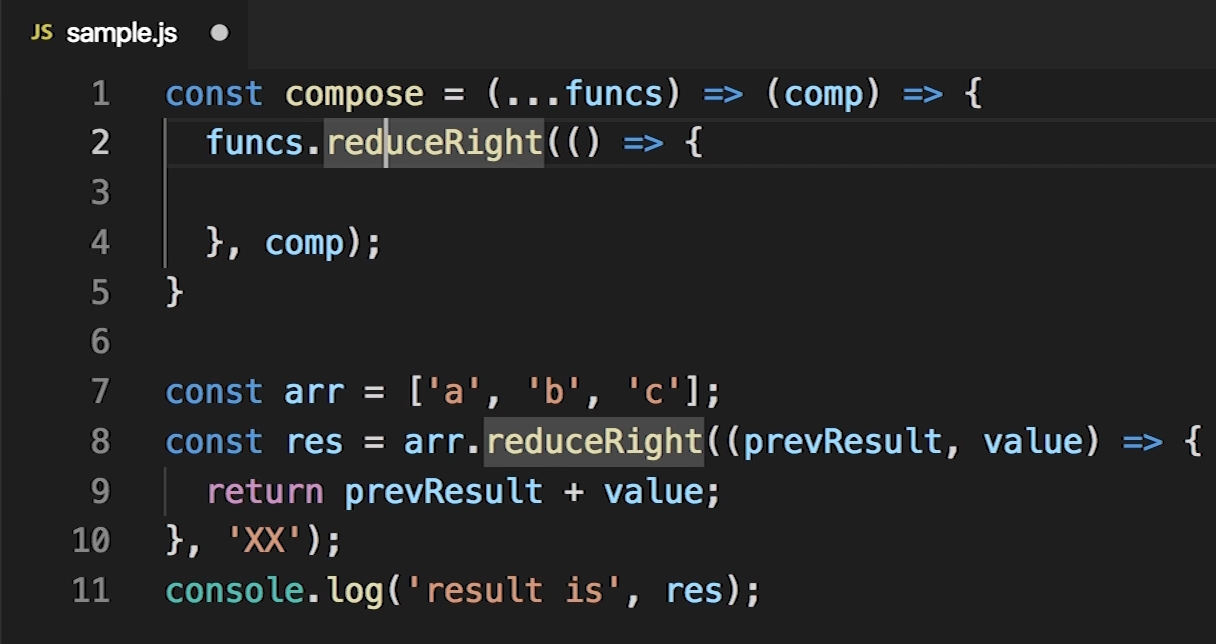 JS sample.js
1 const compose = (...funcs) => (comp) => {
2   funcs.reduceRight(() => {
3
4   }, comp);
5 }
6
7 const arr = ['a', 'b', 'c'];
8 const res = arr.reduceRight((prevResult, value) => {
9   return prevResult + value;
10 }, 'XX');
11 console.log('result is', res);